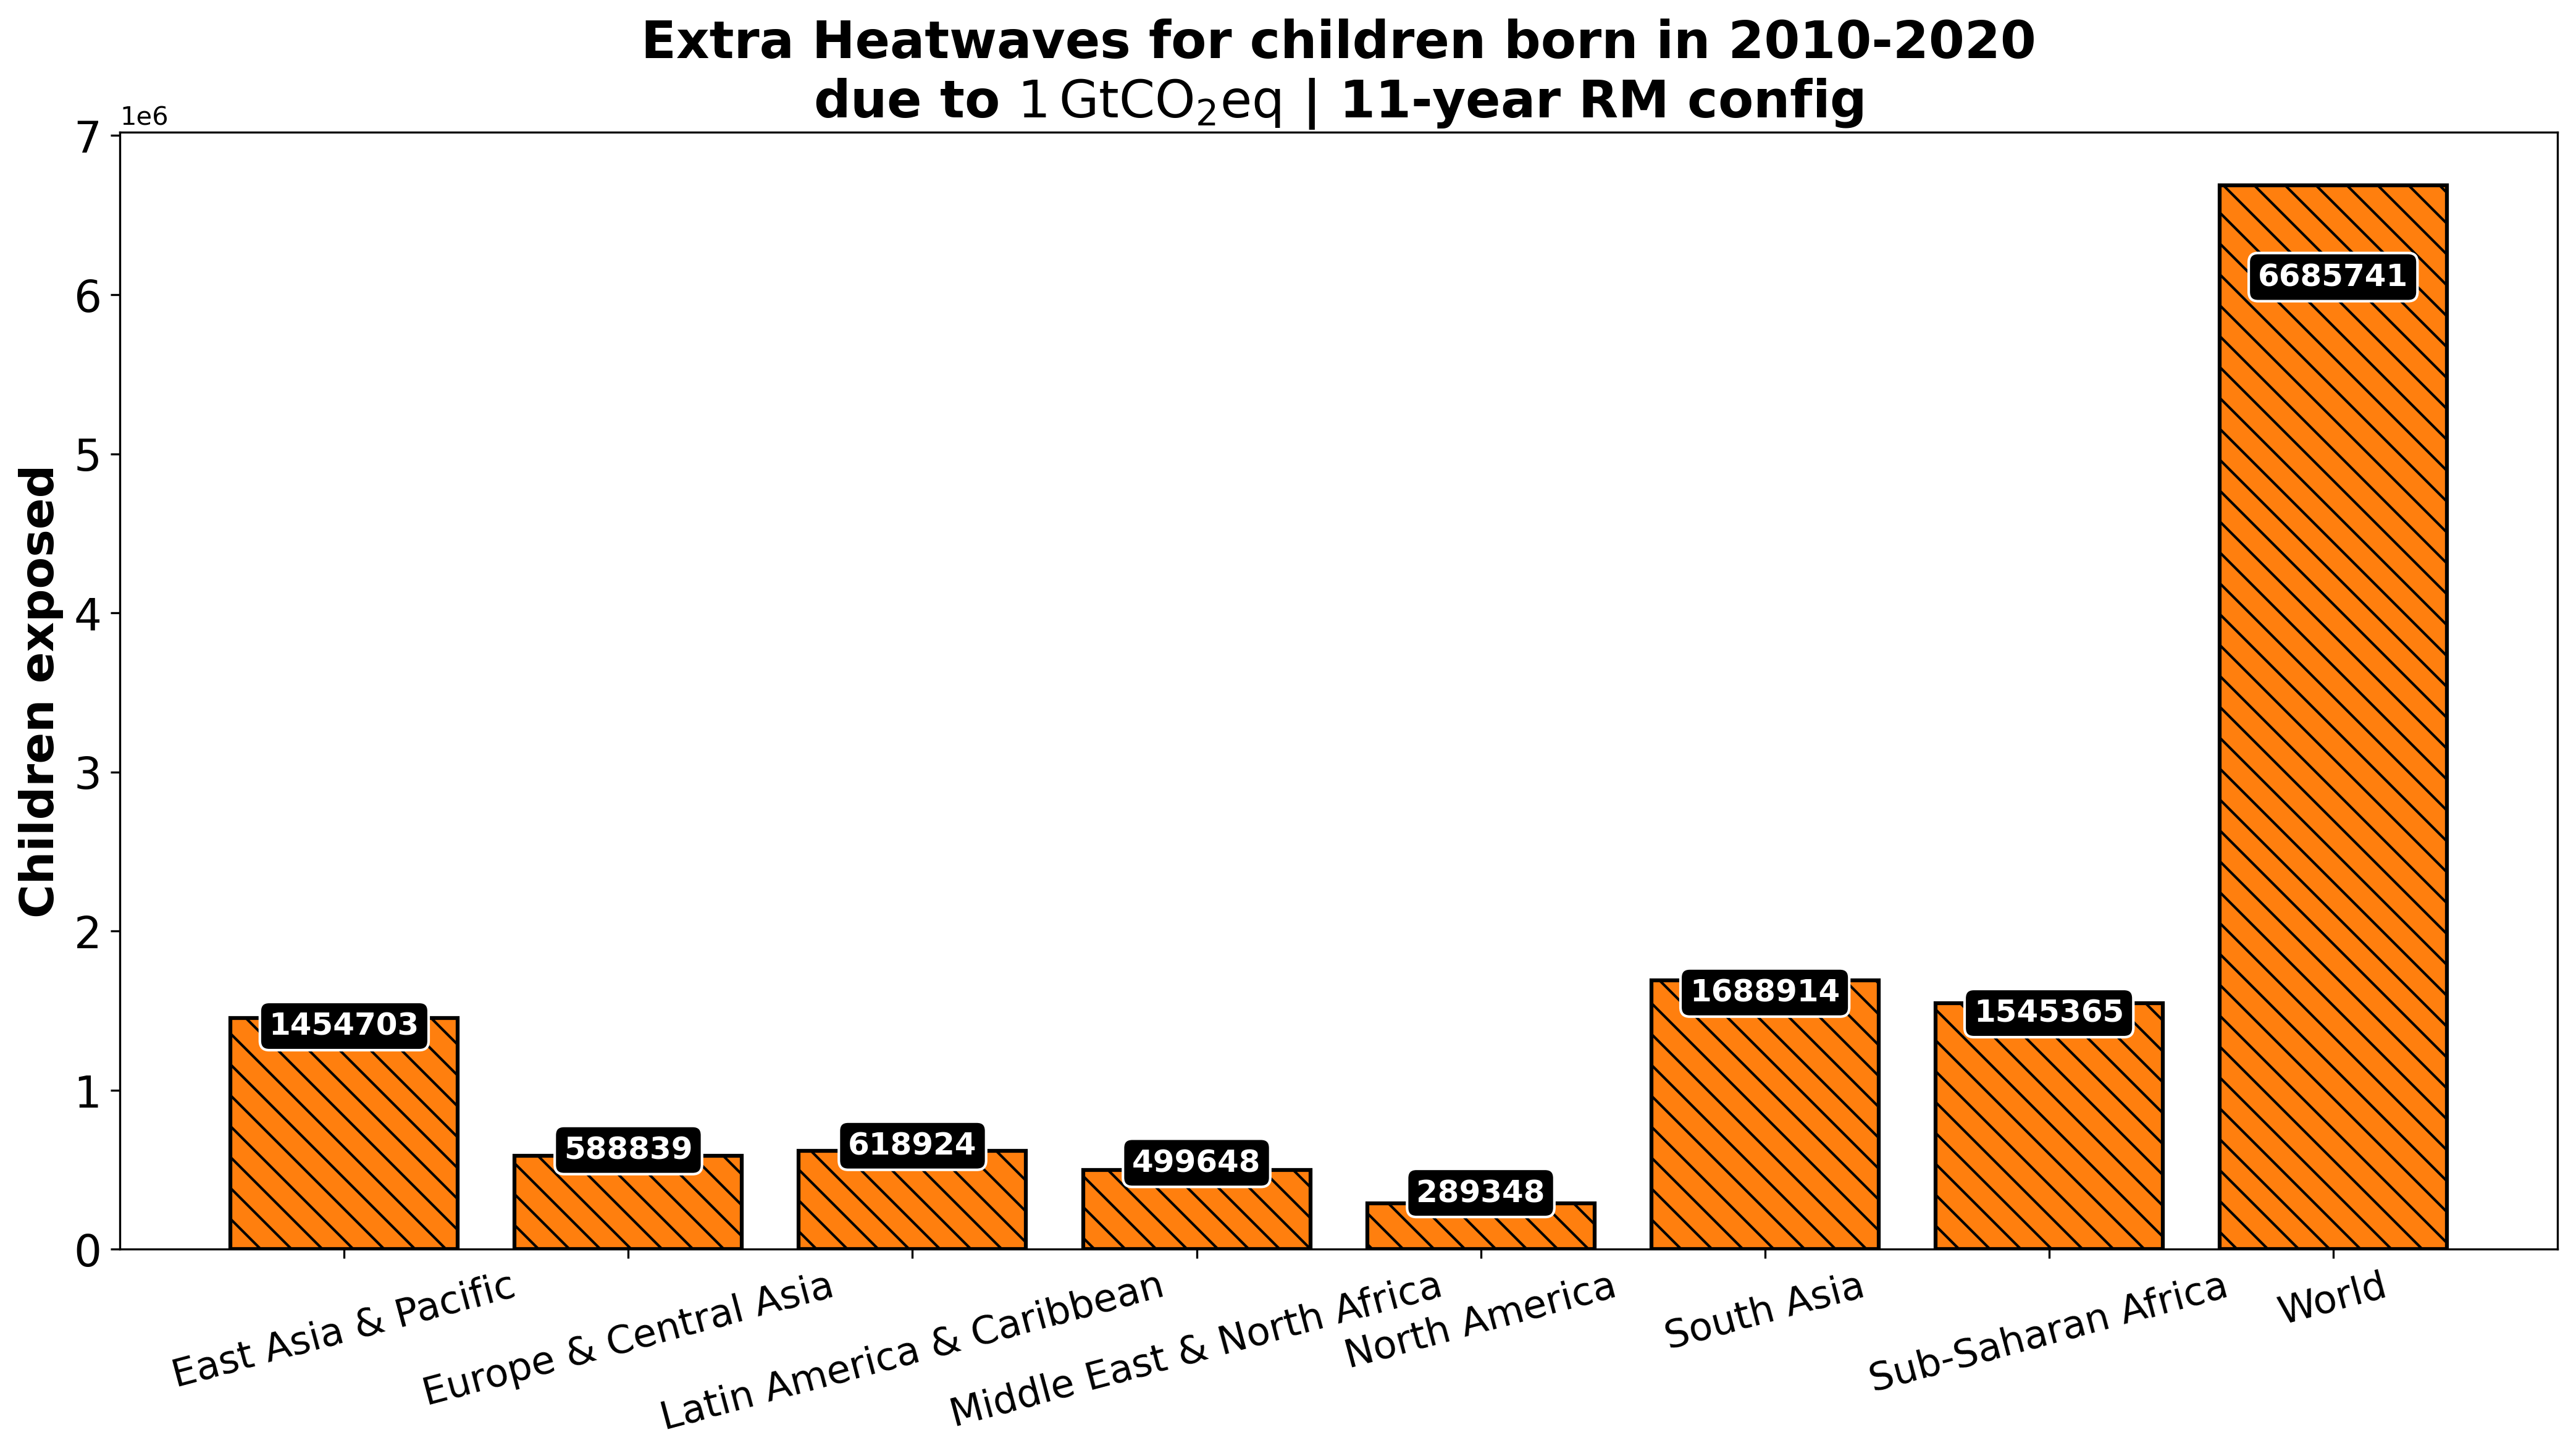 Extra Heatwaves for children born in 2010-2020
due to 1 GtCO₂eq | 11-year RM config
1e6
Children exposed
7
6
5
4
3
2
1
0
1454703
588839
618924
499648
289348
1688914
1545365
6685741
East Asia & Pacific
Europe & Central Asia
Latin America & Caribbean
Middle East & North Africa
North America
South Asia
Sub-Saharan Africa
World